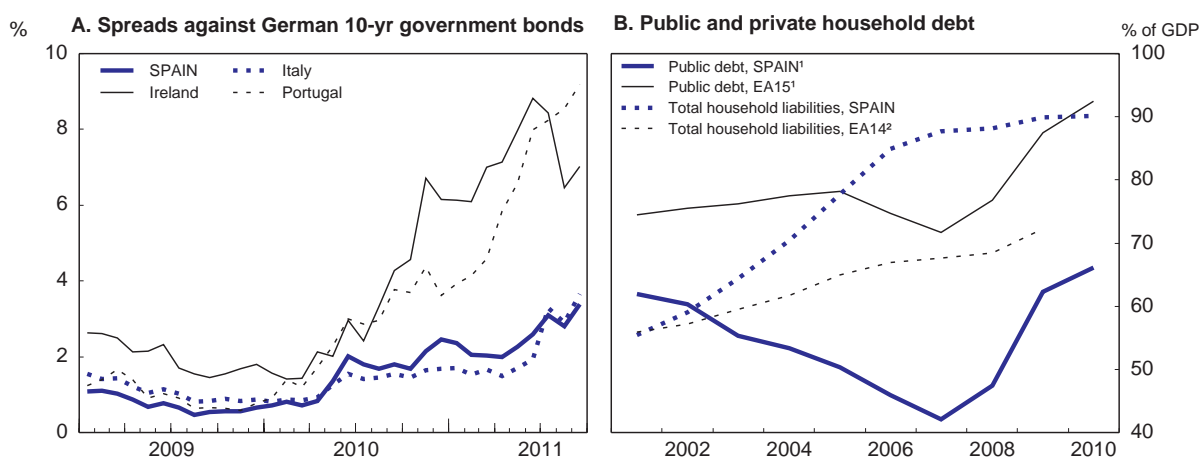 A. Spreads against German 10-yr government bonds
%
10
8
6
4
2
0
SPAIN
Italy
Ireland
Portugal
2009 2010 2011
B. Public and private household debt
% of GDP
100
90
80
70
60
50
40
Public debt, SPAIN¹
Public debt, EA15¹
Total household liabilities, SPAIN
Total household liabilities, EA14²
2002 2004 2006 2008 2010